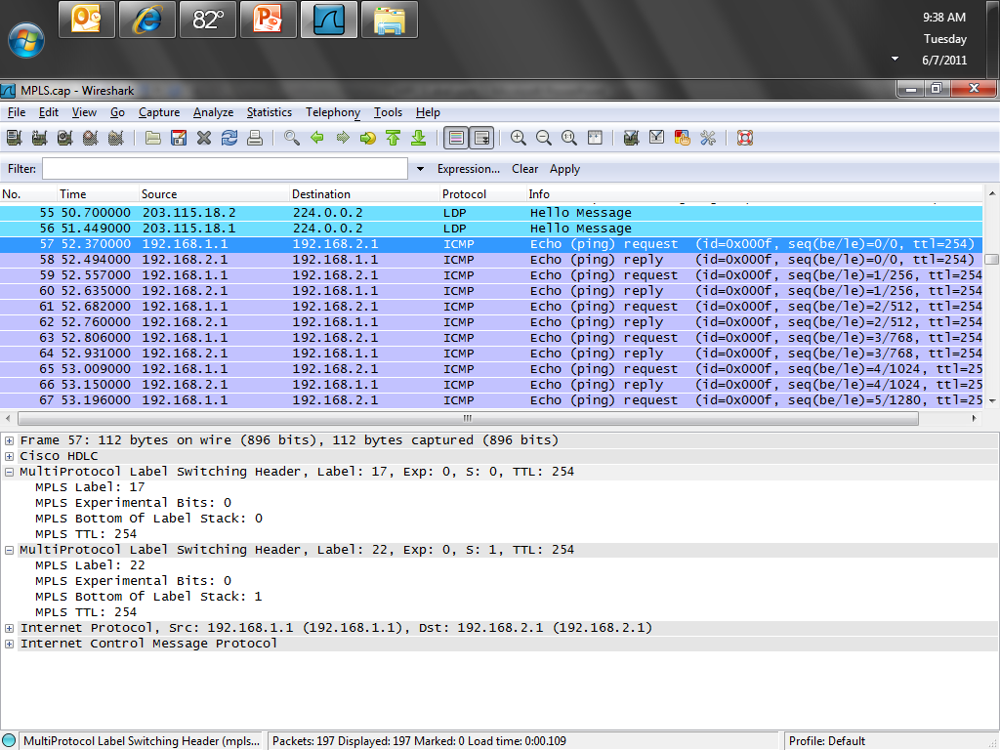 82°
9:38 AM
Tuesday
6/7/2011
MPLS.cap - Wireshark
File Edit View Go Capture Analyze Statistics Telephony Tools Help
Filter: Expression... Clear Apply
No. Time Source Destination Protocol Info
55 50.700000 203.115.18.2 224.0.0.2 LDP Hello Message
56 51.449000 203.115.18.1 224.0.0.2 LDP Hello Message
57 52.370000 192.168.1.1 192.168.2.1 ICMP Echo (ping) request (id=0x000f, seq(be/le)=0/0, ttl=254)
58 52.494000 192.168.2.1 192.168.1.1 ICMP Echo (ping) reply (id=0x000f, seq(be/le)=0/0, ttl=254)
59 52.557000 192.168.1.1 192.168.2.1 ICMP Echo (ping) request (id=0x000f, seq(be/le)=1/256, ttl=254
60 52.635000 192.168.2.1 192.168.1.1 ICMP Echo (ping) reply (id=0x000f, seq(be/le)=1/256, ttl=254
61 52.682000 192.168.1.1 192.168.2.1 ICMP Echo (ping) request (id=0x000f, seq(be/le)=2/512, ttl=254
62 52.760000 192.168.2.1 192.168.1.1 ICMP Echo (ping) reply (id=0x000f, seq(be/le)=2/512, ttl=254
63 52.806000 192.168.1.1 192.168.2.1 ICMP Echo (ping) request (id=0x000f, seq(be/le)=3/768, ttl=254
64 52.931000 192.168.2.1 192.168.1.1 ICMP Echo (ping) reply (id=0x000f, seq(be/le)=3/768, ttl=254
65 53.009000 192.168.1.1 192.168.2.1 ICMP Echo (ping) request (id=0x000f, seq(be/le)=4/1024, ttl=25
66 53.150000 192.168.2.1 192.168.1.1 ICMP Echo (ping) reply (id=0x000f, seq(be/le)=4/1024, ttl=25
67 53.196000 192.168.1.1 192.168.2.1 ICMP Echo (ping) request (id=0x000f, seq(be/le)=5/1280, ttl=25
Frame 57: 112 bytes on wire (896 bits), 112 bytes captured (896 bits)
Cisco HDLC
MultiProtocol Label Switching Header, Label: 17, Exp: 0, S: 0, TTL: 254
MPLS Label: 17
MPLS Experimental Bits: 0
MPLS Bottom Of Label Stack: 0
MPLS TTL: 254
MultiProtocol Label Switching Header, Label: 22, Exp: 0, S: 1, TTL: 254
MPLS Label: 22
MPLS Experimental Bits: 0
MPLS Bottom Of Label Stack: 1
MPLS TTL: 254
Internet Protocol, Src: 192.168.1.1 (192.168.1.1), Dst: 192.168.2.1 (192.168.2.1)
Internet Control Message Protocol
MultiProtocol Label Switching Header (mpls... Packets: 197 Displayed: 197 Marked: 0 Load time: 0:00.109 Profile: Default